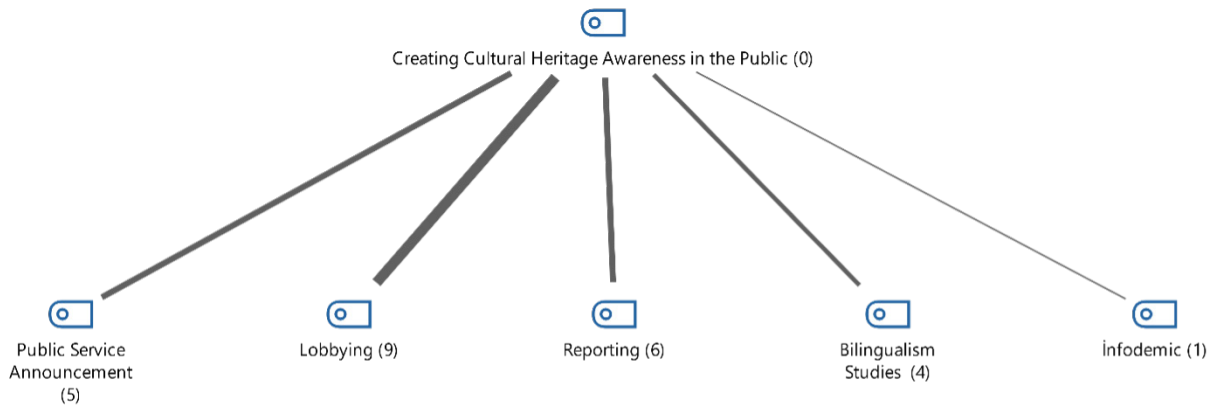 Creating Cultural Heritage Awareness in the Public (0)
Public Service
Announcement
(5)
Lobbying (9)
Reporting (6)
Bilingualism
Studies (4)
İnfodemic (1)